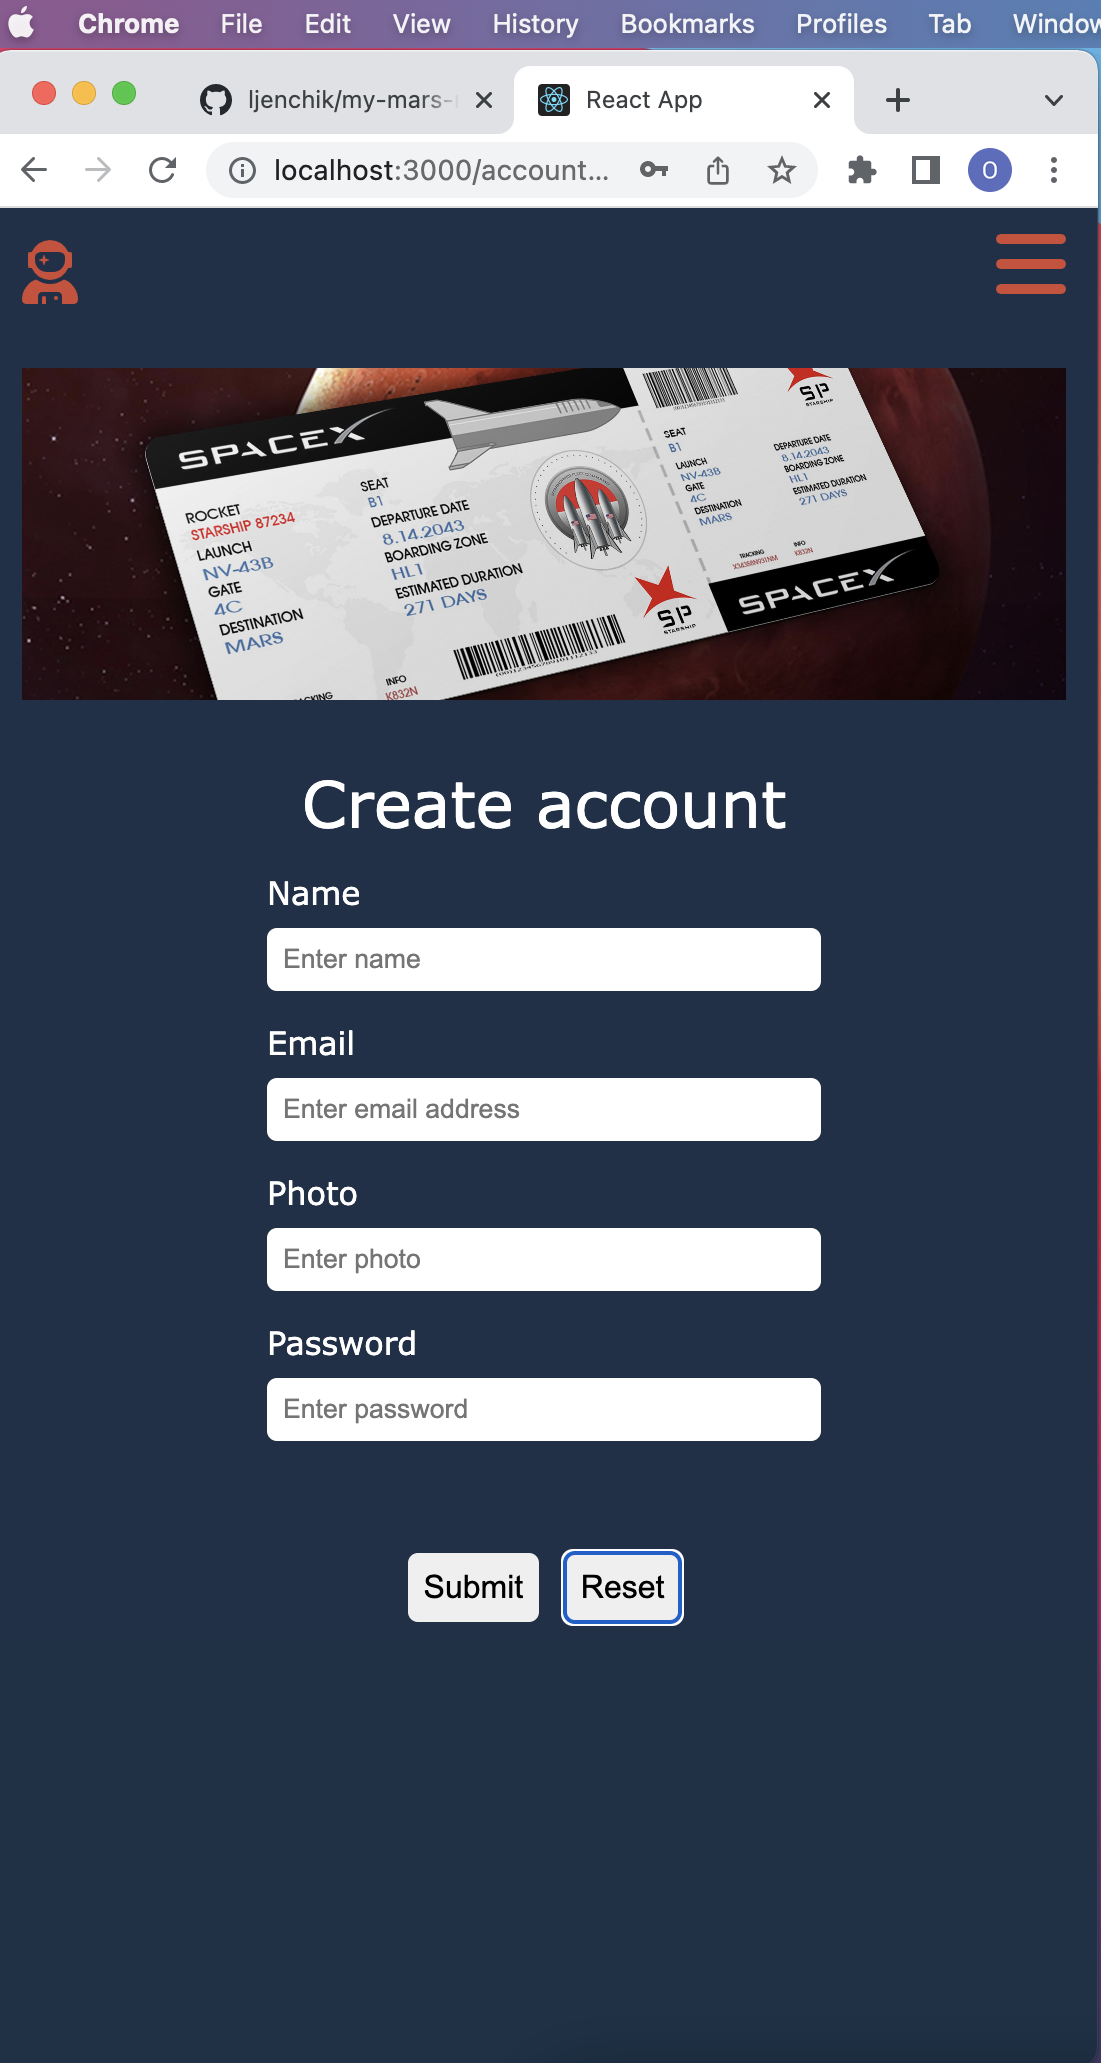 Chrome File Edit View History Bookmarks Profiles Tab Window
ljenchik/my-mars-
React App
localhost:3000/account...
O
SPACEX
ROCKET
STARSHIP 87234
LAUNCH
NV-43B
GATE
4C
DESTINATION
MARS
SEAT
B1
DEPARTURE DATE
8.14.2043
BOARDING ZONE
HL1
ESTIMATED DURATION
271 DAYS
INFO
K832N
SP
STARSHIP
SEAT
B1
LAUNCH
NV-43B
GATE
4C
DESTINATION
MARS
SP
STARSHIP
DEPARTURE DATE
8.14.2043
BOARDING ZONE
HL1
ESTIMATED DURATION
271 DAYS
TRACKING
INFO
K832N
SPACEX
Create account
Name
Enter name
Email
Enter email address
Photo
Enter photo
Password
Enter password
Submit Reset